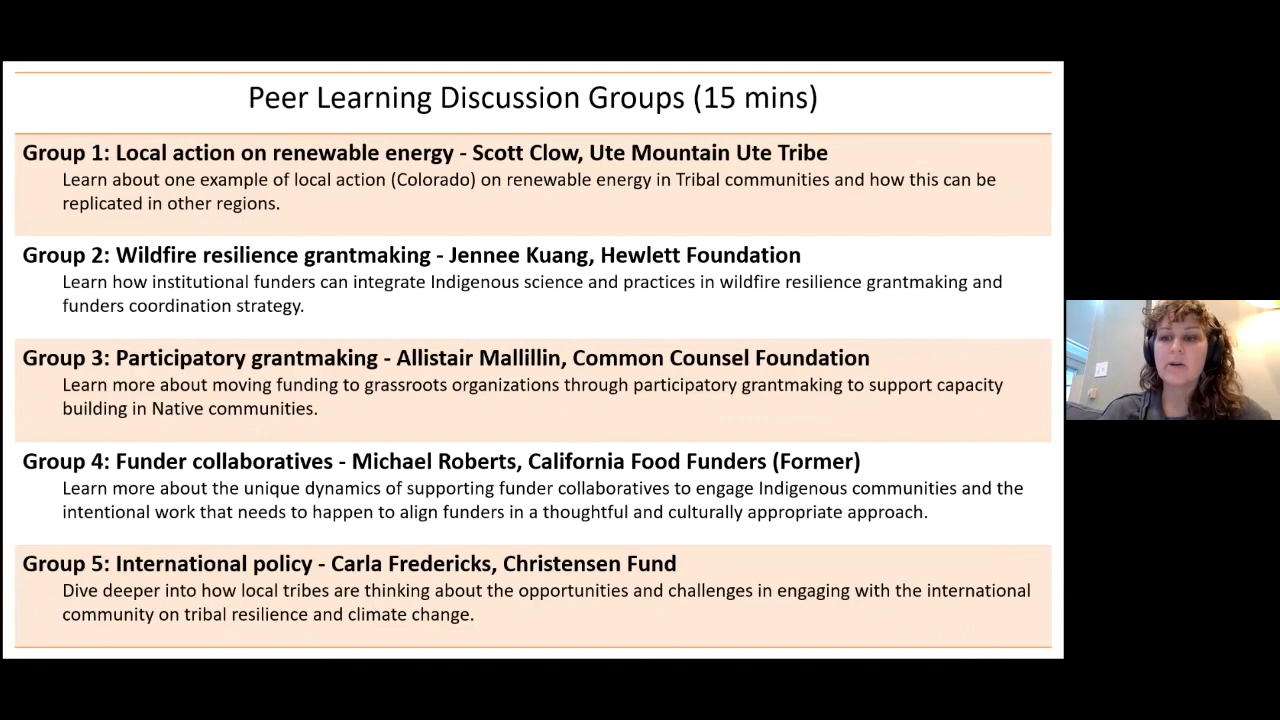 Peer Learning Discussion Groups (15 mins)
Group 1: Local action on renewable energy - Scott Clow, Ute Mountain Ute Tribe
Learn about one example of local action (Colorado) on renewable energy in Tribal communities and how this can be
replicated in other regions.
Group 2: Wildfire resilience grantmaking - Jennee Kuang, Hewlett Foundation
Learn how institutional funders can integrate Indigenous science and practices in wildfire resilience grantmaking and
funders coordination strategy.
Group 3: Participatory grantmaking - Allistair Mallillin, Common Counsel Foundation
Learn more about moving funding to grassroots organizations through participatory grantmaking to support capacity
building in Native communities.
Group 4: Funder collaboratives - Michael Roberts, California Food Funders (Former)
Learn more about the unique dynamics of supporting funder collaboratives to engage Indigenous communities and the
intentional work that needs to happen to align funders in a thoughtful and culturally appropriate approach.
Group 5: International policy - Carla Fredericks, Christensen Fund
Dive deeper into how local tribes are thinking about the opportunities and challenges in engaging with the international
community on tribal resilience and climate change.